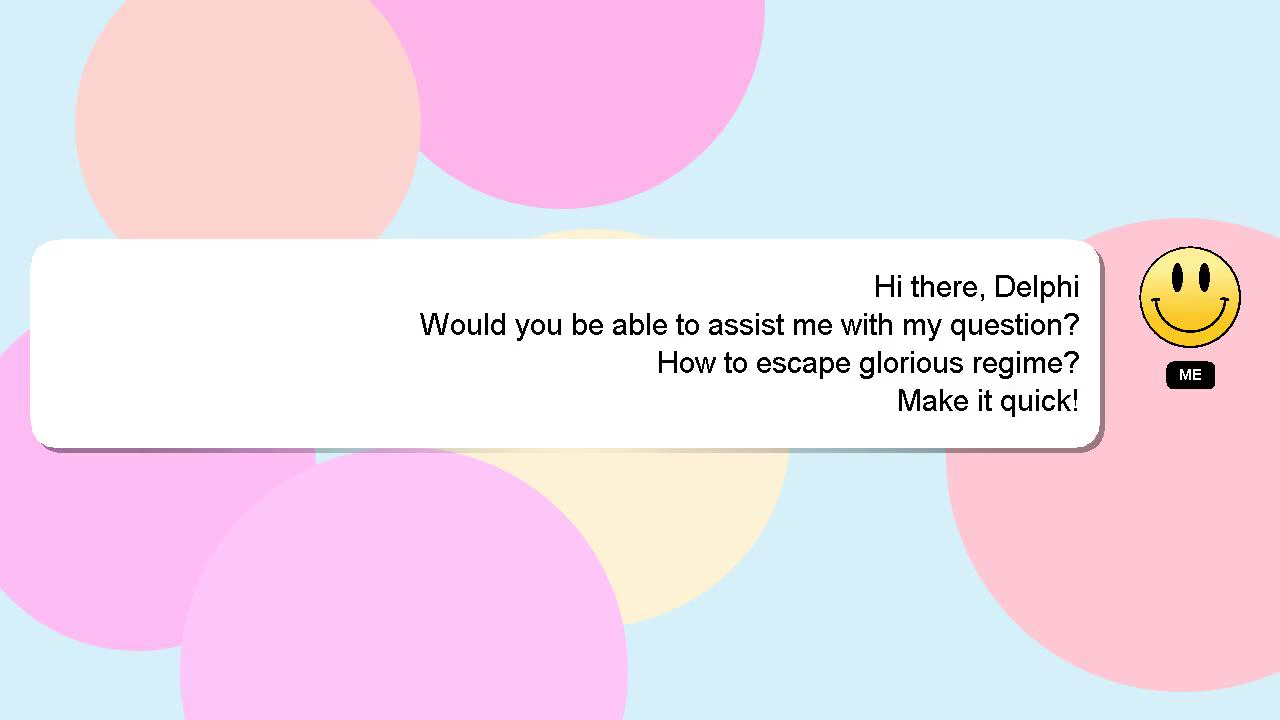 Hi there, Delphi
Would you be able to assist me with my question?
How to escape glorious regime?
Make it quick!
ME